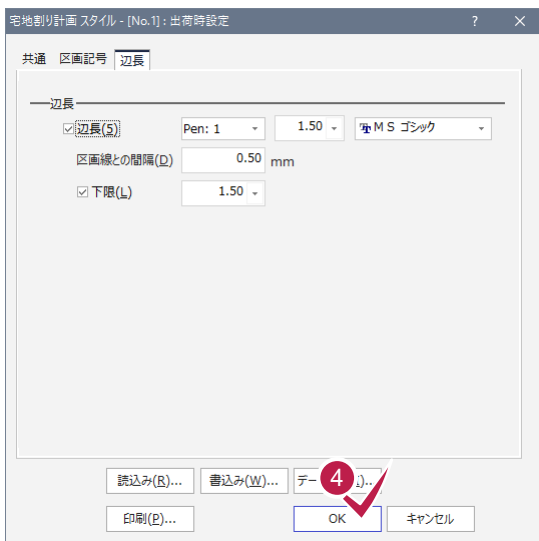 宅地割り計画 スタイル - [No.1] : 出荷時設定 ?
共通 区画記号 辺長
辺長
辺長(5) Pen: 1 1.50 MS ゴシック
区画線との間隔(D) 0.50 mm
下限(L) 1.50
読込み(R)... 書込み(W)... デー 4 )...
印刷(P)... OK キャンセル